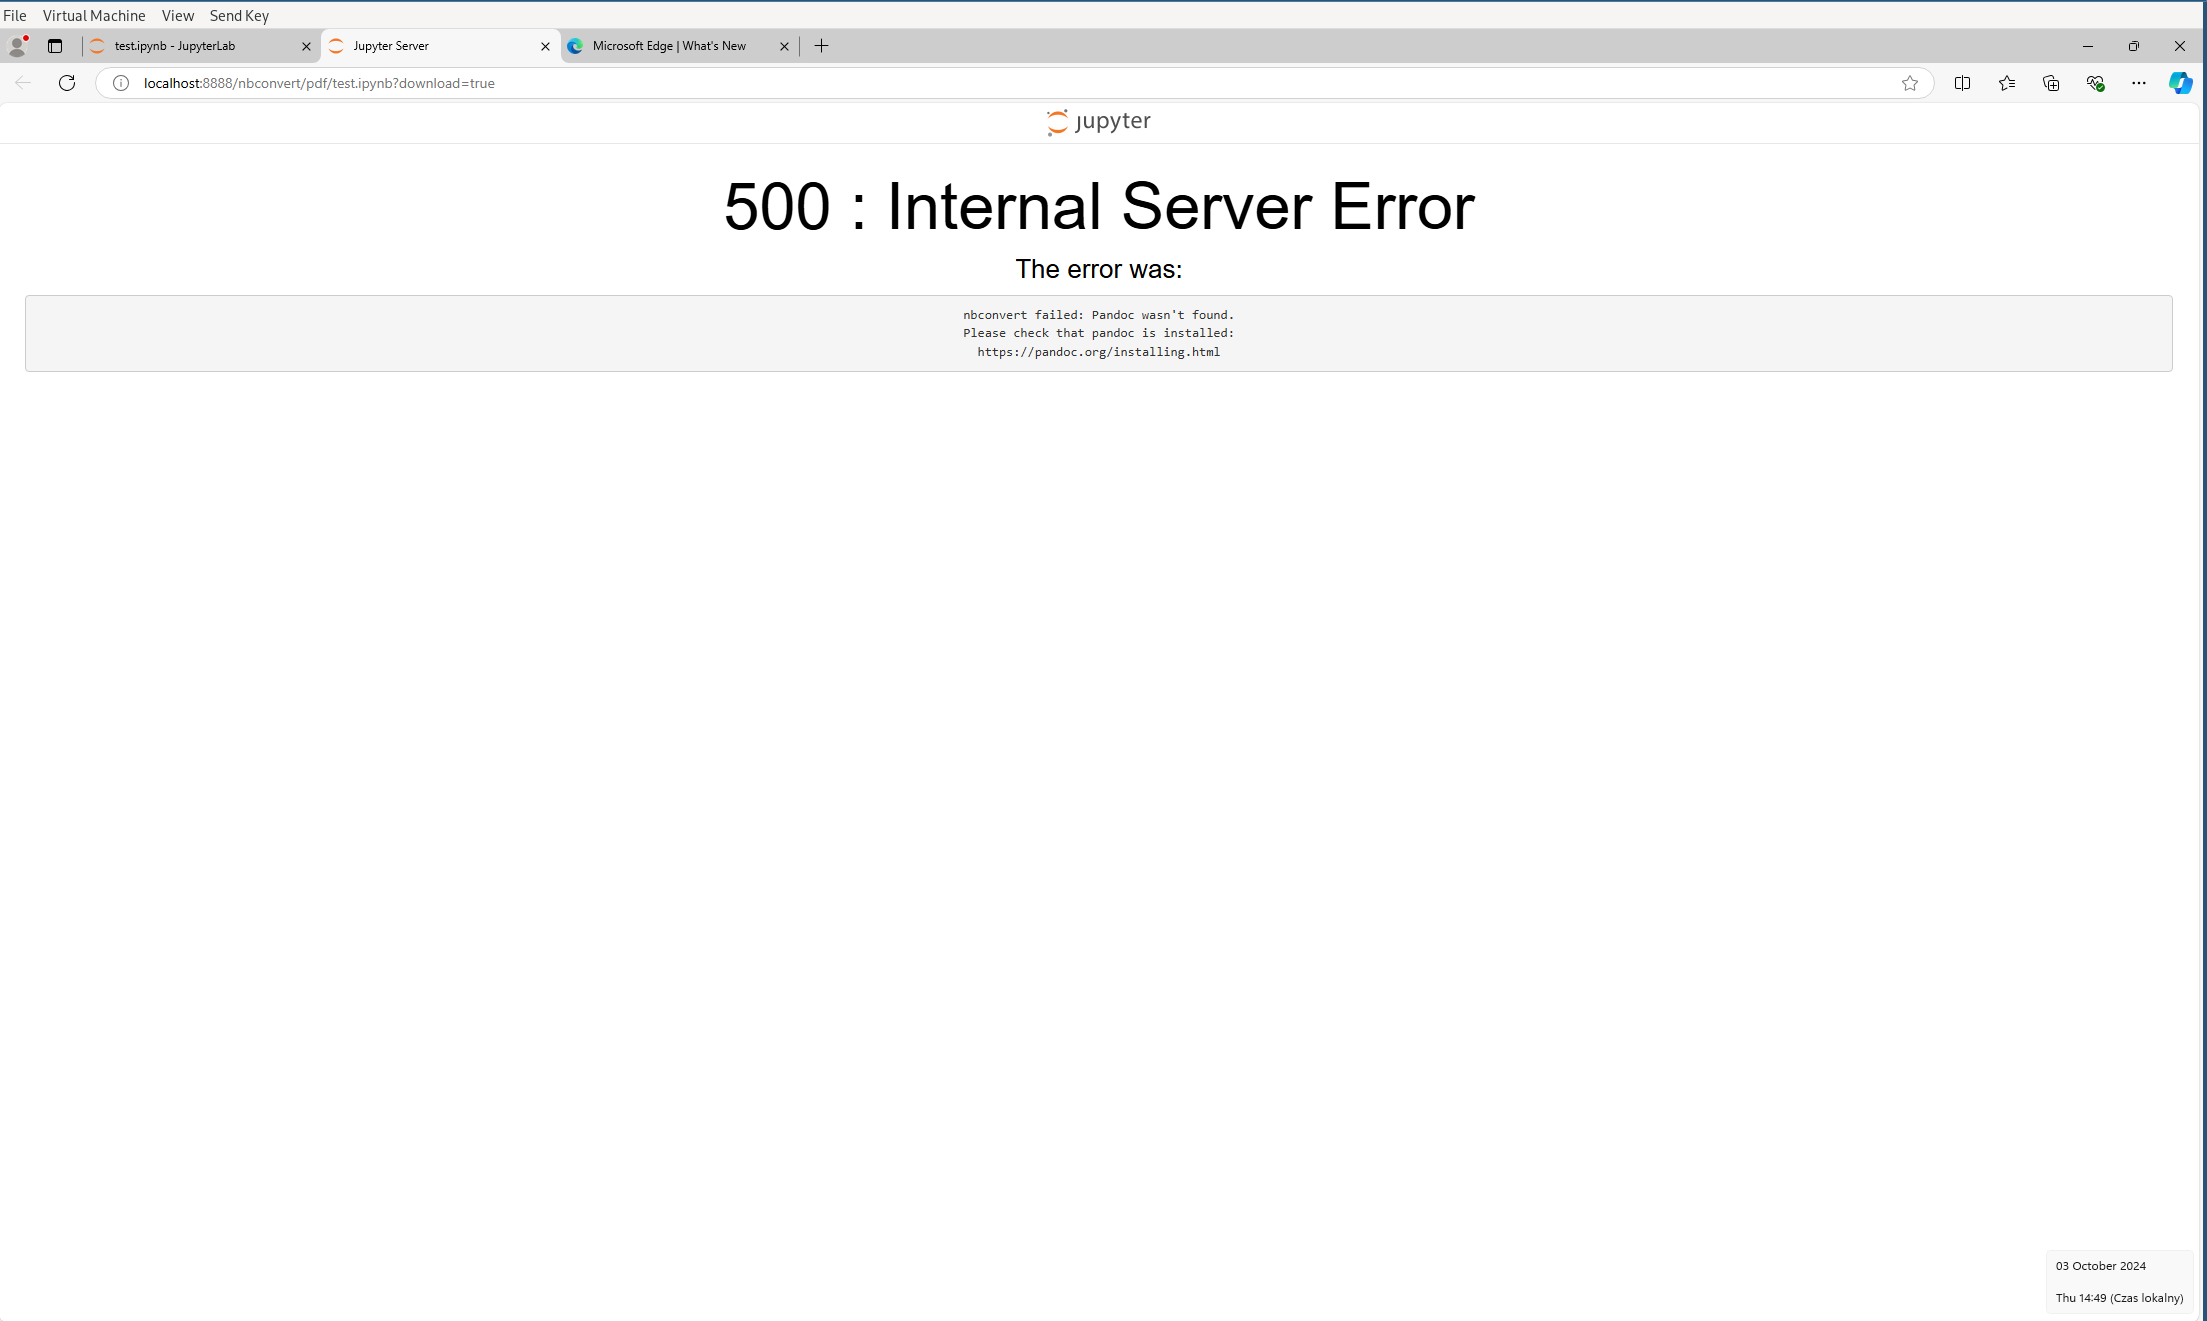 File Virtual Machine View Send Key
test.ipynb - JupyterLab Jupyter Server Microsoft Edge | What's New
localhost:8888/nbconvert/pdf/test.ipynb?download=true
jupyter
500 : Internal Server Error
The error was:
nbconvert failed: Pandoc wasn't found.
Please check that pandoc is installed:
https://pandoc.org/installing.html
03 October 2024
Thu 14:49 (Czas lokalny)